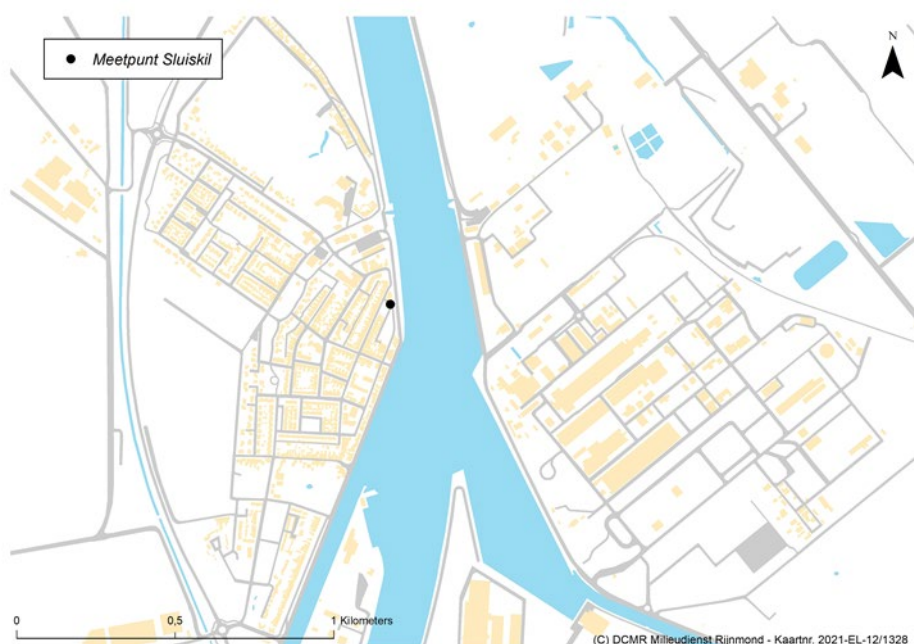 Meetpunt Sluiskil
N
0 0,5 1 Kilometers
(C) DCMR Milieudienst Rijnmond - Kaartnr. 2021-EL-12/1328